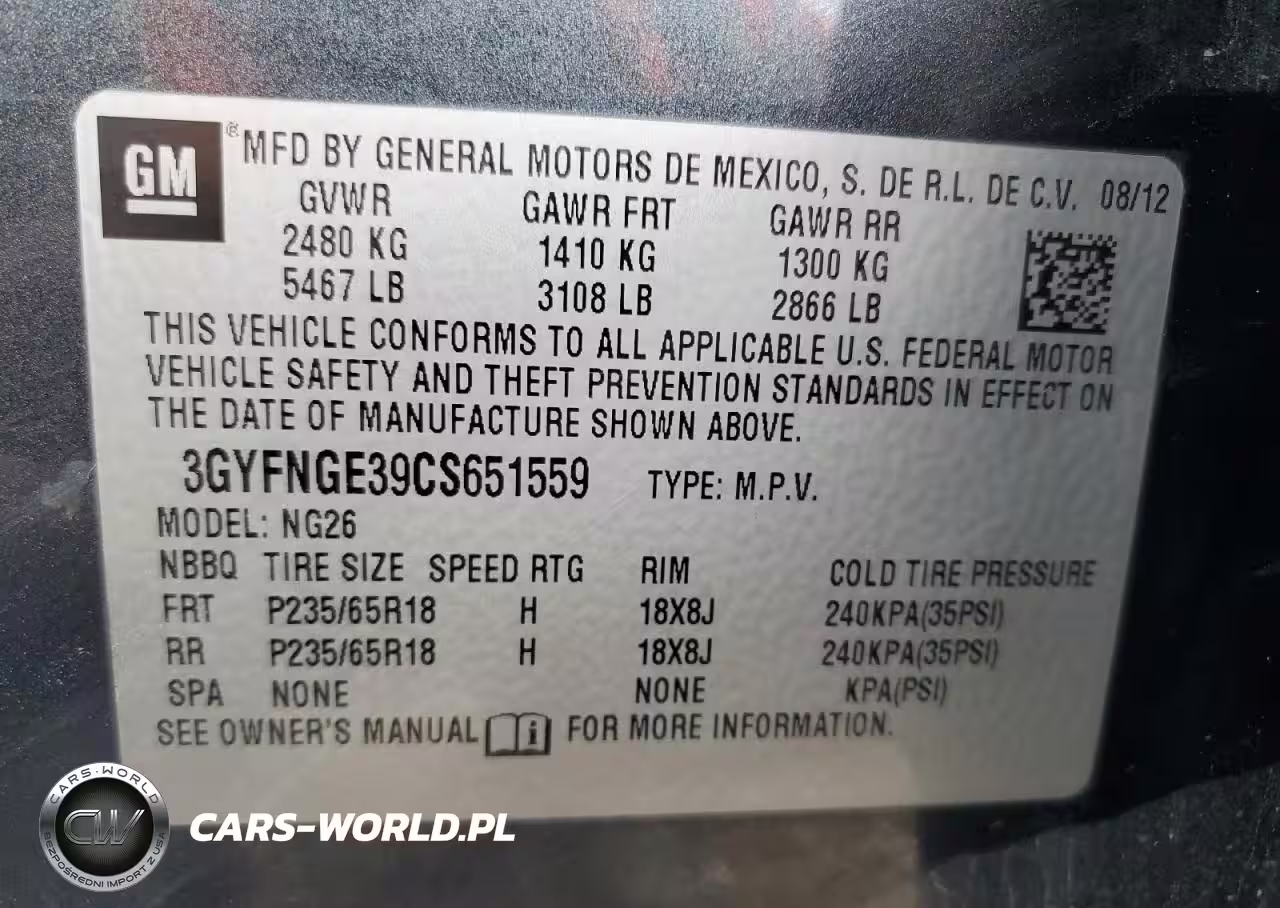 GM
® MFD BY GENERAL MOTORS DE MEXICO, S. DE R.L. DE C.V. 08/12
GVWR GAWR FRT GAWR RR
2480 KG 1410 KG 1300 KG
5467 LB 3108 LB 2866 LB
THIS VEHICLE CONFORMS TO ALL APPLICABLE U.S. FEDERAL MOTOR
VEHICLE SAFETY AND THEFT PREVENTION STANDARDS IN EFFECT ON
THE DATE OF MANUFACTURE SHOWN ABOVE.
3GYFNGE39CS651559 TYPE: M.P.V.
MODEL: NG26
NBBQ TIRE SIZE SPEED RTG RIM COLD TIRE PRESSURE
FRT P235/65R18 H 18X8J 240KPA(35PSI)
RR P235/65R18 H 18X8J 240KPA(35PSI)
SPA NONE NONE KPA(PSI)
SEE OWNER'S MANUAL i FOR MORE INFORMATION.
CARS-WORLD
CW
BEZPOŚREDNI IMPORT Z USA
CARS-WORLD.PL